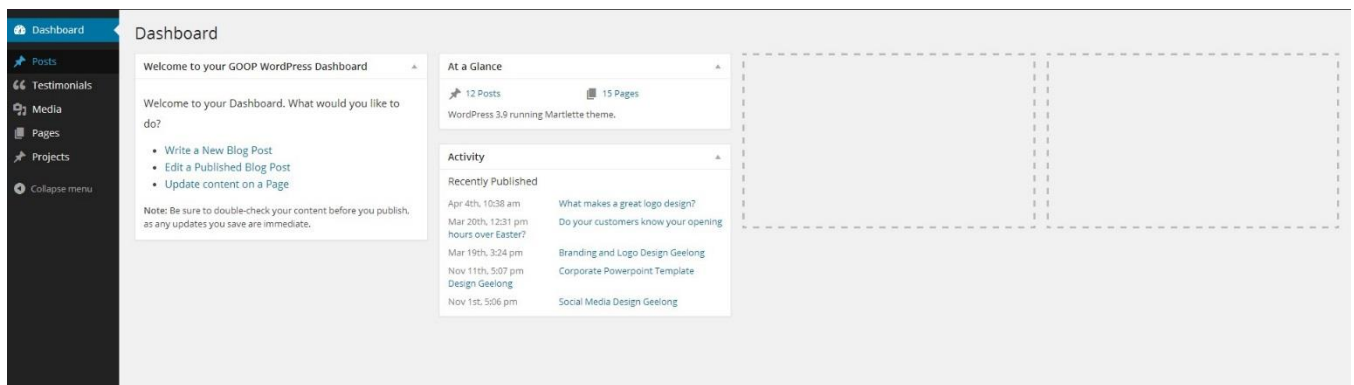 Dashboard
Posts
Testimonials
Media
Pages
Projects
Collapse menu
Dashboard
Welcome to your GOOP WordPress Dashboard
Welcome to your Dashboard. What would you like to
do?
Write a New Blog Post
Edit a Published Blog Post
Update content on a Page
Note: Be sure to double-check your content before you publish,
as any updates you save are immediate.
At a Glance
12 Posts 15 Pages
WordPress 3.9 running Martlette theme.
Activity
Recently Published
Apr 4th, 10:38 am What makes a great logo design?
Mar 20th, 12:31 pm Do your customers know your opening
hours over Easter?
Mar 19th, 3:24 pm Branding and Logo Design Geelong
Nov 11th, 5:07 pm Corporate Powerpoint Template
Design Geelong
Nov 1st, 5:06 pm Social Media Design Geelong